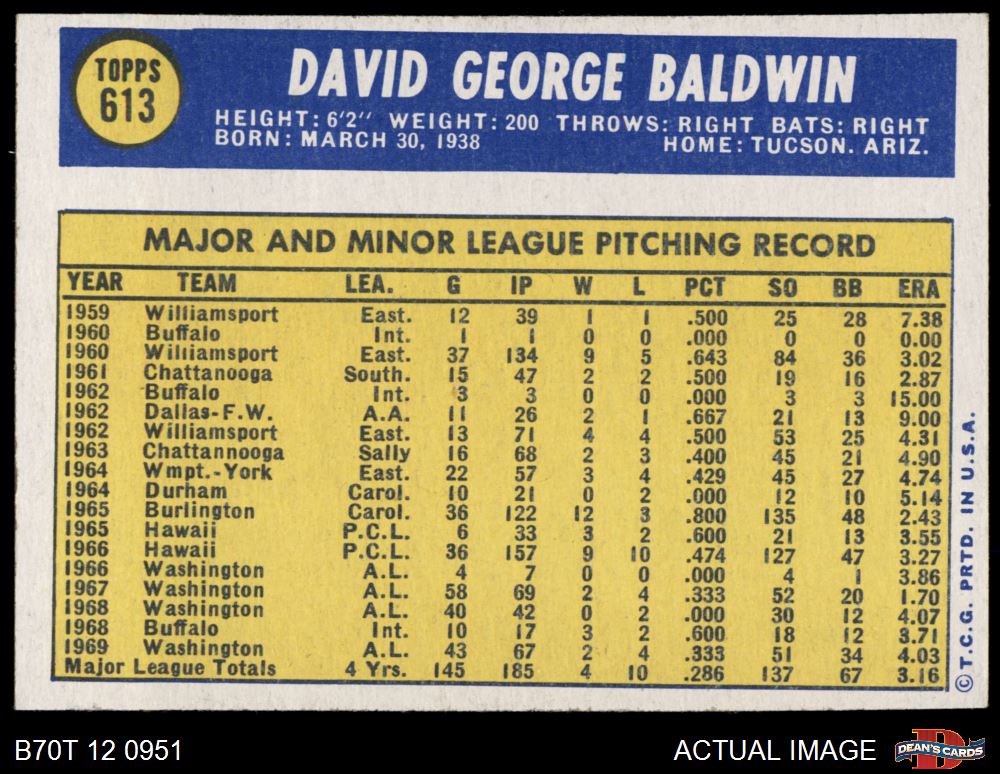 TOPPS
613
DAVID GEORGE BALDWIN
HEIGHT: 6'2" WEIGHT: 200 THROWS: RIGHT BATS: RIGHT
BORN: MARCH 30, 1938 HOME: TUCSON. ARIZ.
MAJOR AND MINOR LEAGUE PITCHING RECORD
YEAR TEAM LEA. G IP W L PCT SO BB ERA
1959 Williamsport East. 12 39 1 1 .500 25 28 7.38
1960 Buffalo Int. 1 1 0 0 .000 0 0 0.00
1960 Williamsport East. 37 134 9 5 .643 84 36 3.02
1961 Chattanooga South. 15 47 2 2 .500 19 16 2.87
1962 Buffalo Int. 3 3 0 0 .000 3 3 15.00
1962 Dallas-F.W. A.A. 11 26 2 1 .667 21 13 9.00
1962 Williamsport East. 13 71 4 4 .500 53 25 4.31
1963 Chattannooga Sally 16 68 2 3 .400 45 21 4.90
1964 Wmpt.-York East. 22 57 3 4 .429 45 27 4.74
1964 Durham Carol. 10 21 0 2 .000 12 10 5.14
1965 Burlington Carol. 36 122 12 3 .800 135 48 2.43
1965 Hawaii P.C.L. 6 33 3 2 .600 21 13 3.55
1966 Hawaii P.C.L. 36 157 9 10 .474 127 47 3.27
1966 Washington A.L. 4 7 0 0 .000 4 1 3.86
1967 Washington A.L. 58 69 2 4 .333 52 20 1.70
1968 Washington A.L. 40 42 0 2 .000 30 12 4.07
1968 Buffalo Int. 10 17 3 2 .600 18 12 3.71
1969 Washington A.L. 43 67 2 4 .333 51 34 4.03
Major League Totals 4 Yrs. 145 185 4 10 .286 137 67 3.16
© T.C.G. PRTD. IN U.S.A.
B70T 12 0951
ACTUAL IMAGE
DEAN'S CARDS